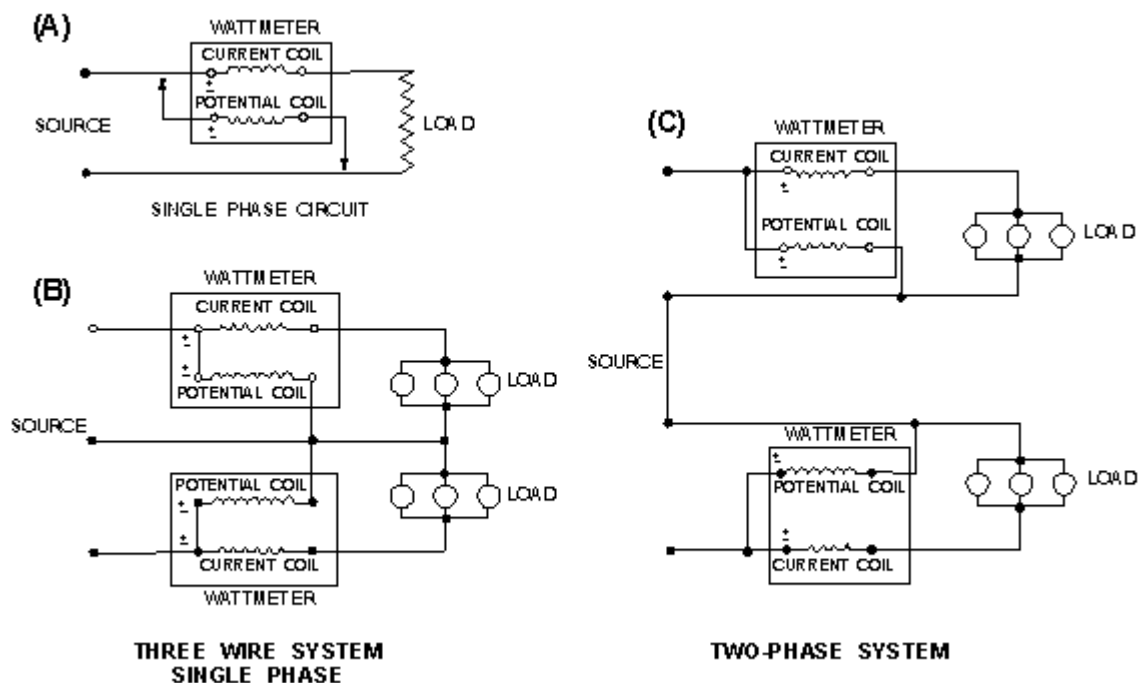 (A)
WATTMETER
CURRENT COIL
±
POTENTIAL COIL
±
SOURCE
LOAD
SINGLE PHASE CIRCUIT
(B)
WATTMETER
CURRENT COIL
±
±
POTENTIAL COIL
LOAD
SOURCE
POTENTIAL COIL
±
±
CURRENT COIL
WATTMETER
LOAD
THREE WIRE SYSTEM
SINGLE PHASE
(C)
WATTMETER
CURRENT COIL
±
POTENTIAL COIL
±
LOAD
SOURCE
WATTMETER
±
POTENTIAL COIL
±
CURRENT COIL
LOAD
TWO-PHASE SYSTEM